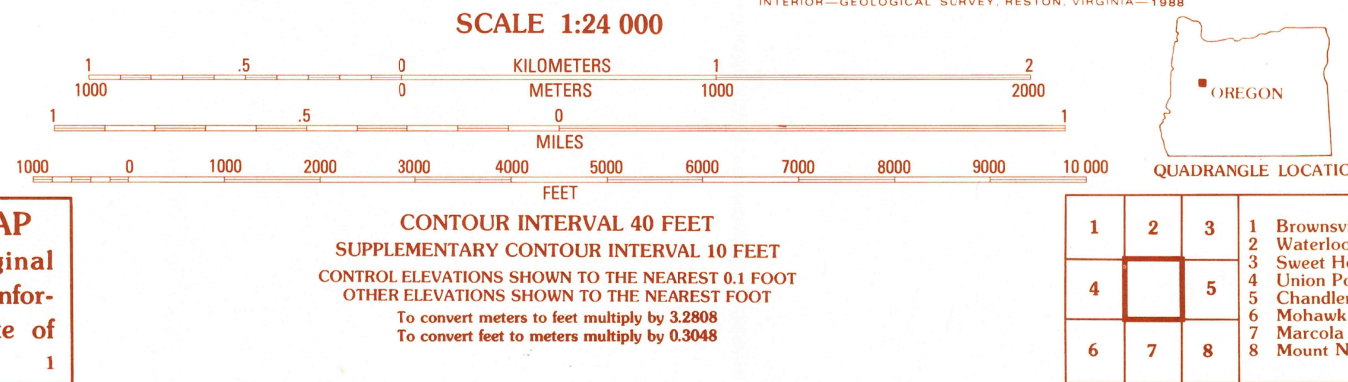 INTERIOR—GEOLOGICAL SURVEY, RESTON, VIRGINIA—1988
SCALE 1:24 000
1 .5 0 KILOMETERS 1 2
1000 0 METERS 1000 2000
1 .5 0 1
MILES
1000 0 1000 2000 3000 4000 5000 6000 7000 8000 9000 10 000
FEET
OREGON
QUADRANGLE LOCATIO
AP
ginal
nfor-
e of
1
CONTOUR INTERVAL 40 FEET
SUPPLEMENTARY CONTOUR INTERVAL 10 FEET
CONTROL ELEVATIONS SHOWN TO THE NEAREST 0.1 FOOT
OTHER ELEVATIONS SHOWN TO THE NEAREST FOOT
To convert meters to feet multiply by 3.2808
To convert feet to meters multiply by 0.3048
1 2 3
4 5
6 7 8
1 Brownsv
2 Waterloo
3 Sweet Ho
4 Union Po
5 Chandler
6 Mohawk
7 Marcola
8 Mount N